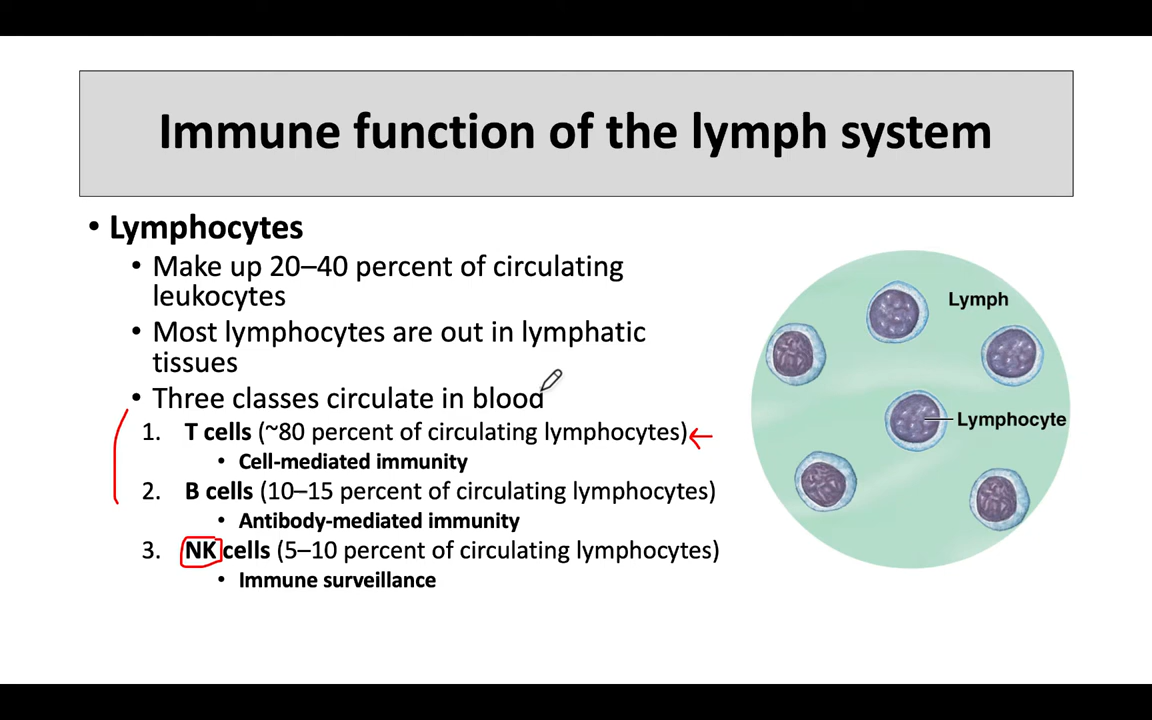 Immune function of the lymph system
• Lymphocytes
• Make up 20–40 percent of circulating
leukocytes
• Most lymphocytes are out in lymphatic
tissues
• Three classes circulate in blood
1. T cells (~80 percent of circulating lymphocytes)
• Cell-mediated immunity
2. B cells (10–15 percent of circulating lymphocytes)
• Antibody-mediated immunity
3. NK cells (5–10 percent of circulating lymphocytes)
• Immune surveillance
Lymph
Lymphocyte